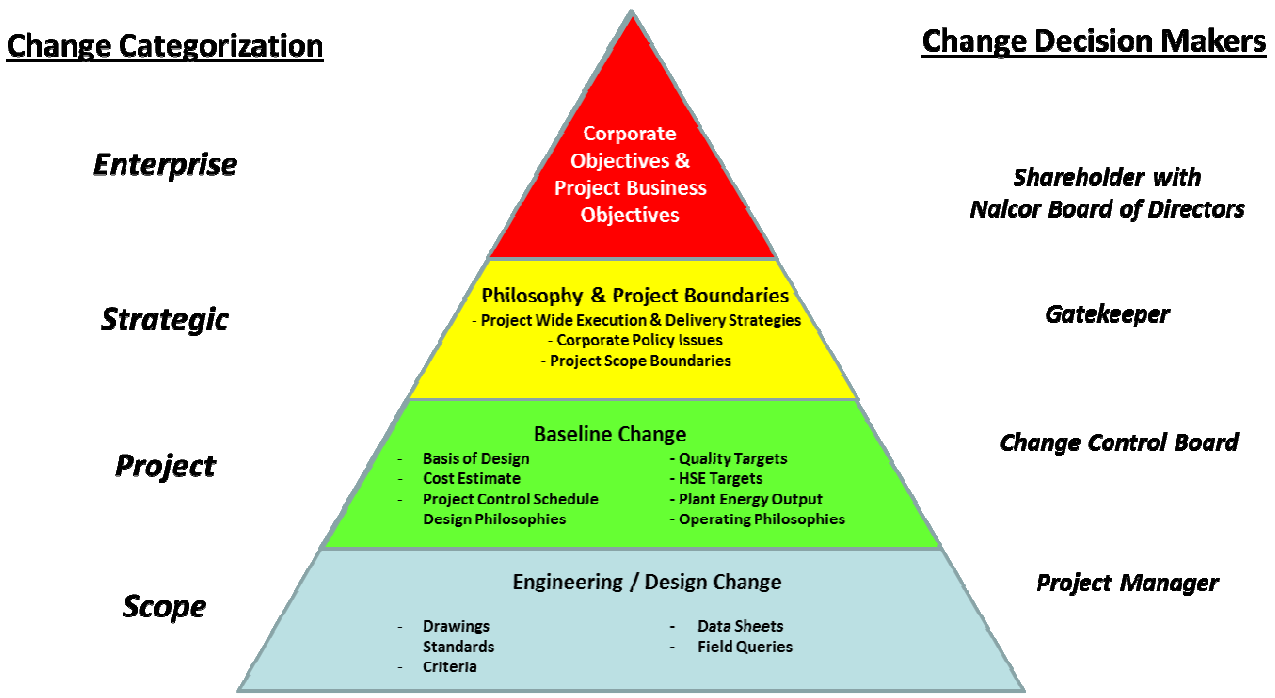 Change Categorization
Change Decision Makers
Enterprise
Corporate
Objectives &
Project Business
Objectives
Shareholder with
Nalcor Board of Directors
Strategic
Philosophy & Project Boundaries
- Project Wide Execution & Delivery Strategies
- Corporate Policy Issues
- Project Scope Boundaries
Gatekeeper
Project
Baseline Change
- Basis of Design
- Cost Estimate
- Project Control Schedule
Design Philosophies
- Quality Targets
- HSE Targets
- Plant Energy Output
- Operating Philosophies
Change Control Board
Scope
Engineering / Design Change
- Drawings
Standards
- Criteria
- Data Sheets
- Field Queries
Project Manager